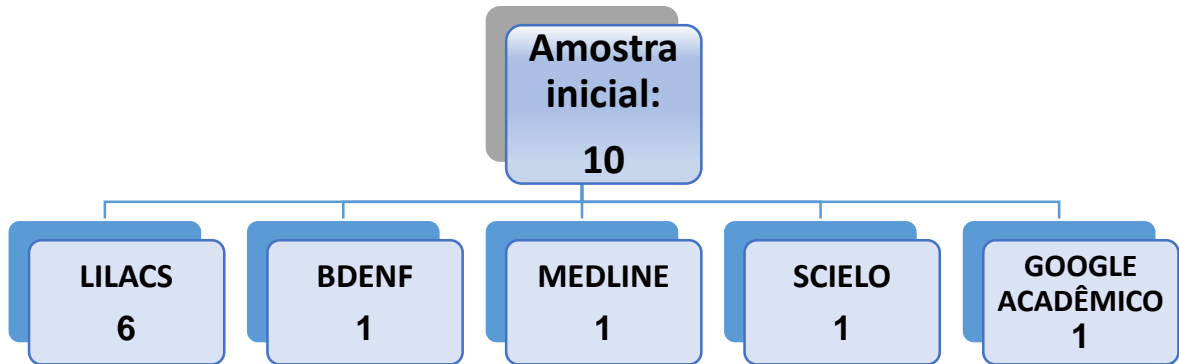 Amostra
inicial:
10
LILACS
6
BDENF
1
MEDLINE
1
SCIELO
1
GOOGLE
ACADÊMICO
1